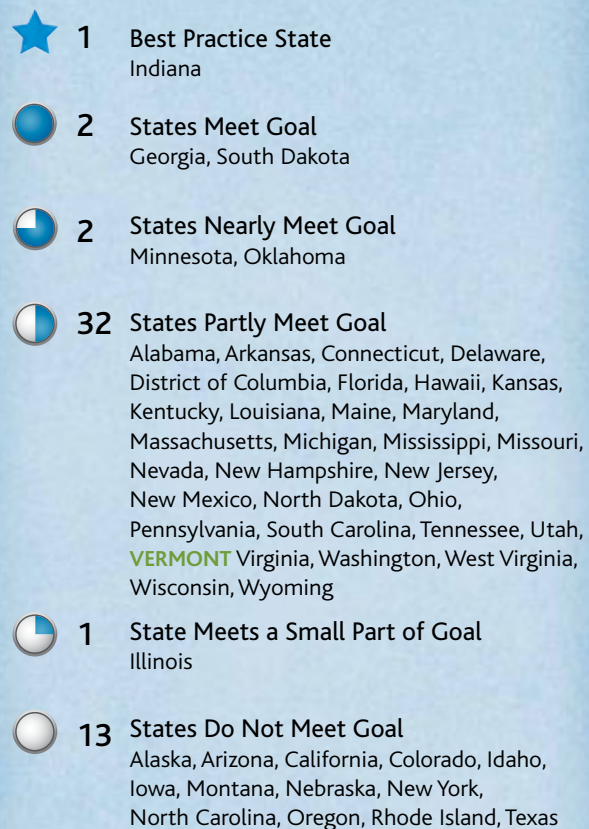 1 Best Practice State
Indiana
2 States Meet Goal
Georgia, South Dakota
2 States Nearly Meet Goal
Minnesota, Oklahoma
32 States Partly Meet Goal
Alabama, Arkansas, Connecticut, Delaware,
District of Columbia, Florida, Hawaii, Kansas,
Kentucky, Louisiana, Maine, Maryland,
Massachusetts, Michigan, Mississippi, Missouri,
Nevada, New Hampshire, New Jersey,
New Mexico, North Dakota, Ohio,
Pennsylvania, South Carolina, Tennessee, Utah,
VERMONT Virginia, Washington, West Virginia,
Wisconsin, Wyoming
1 State Meets a Small Part of Goal
Illinois
13 States Do Not Meet Goal
Alaska, Arizona, California, Colorado, Idaho,
Iowa, Montana, Nebraska, New York,
North Carolina, Oregon, Rhode Island, Texas